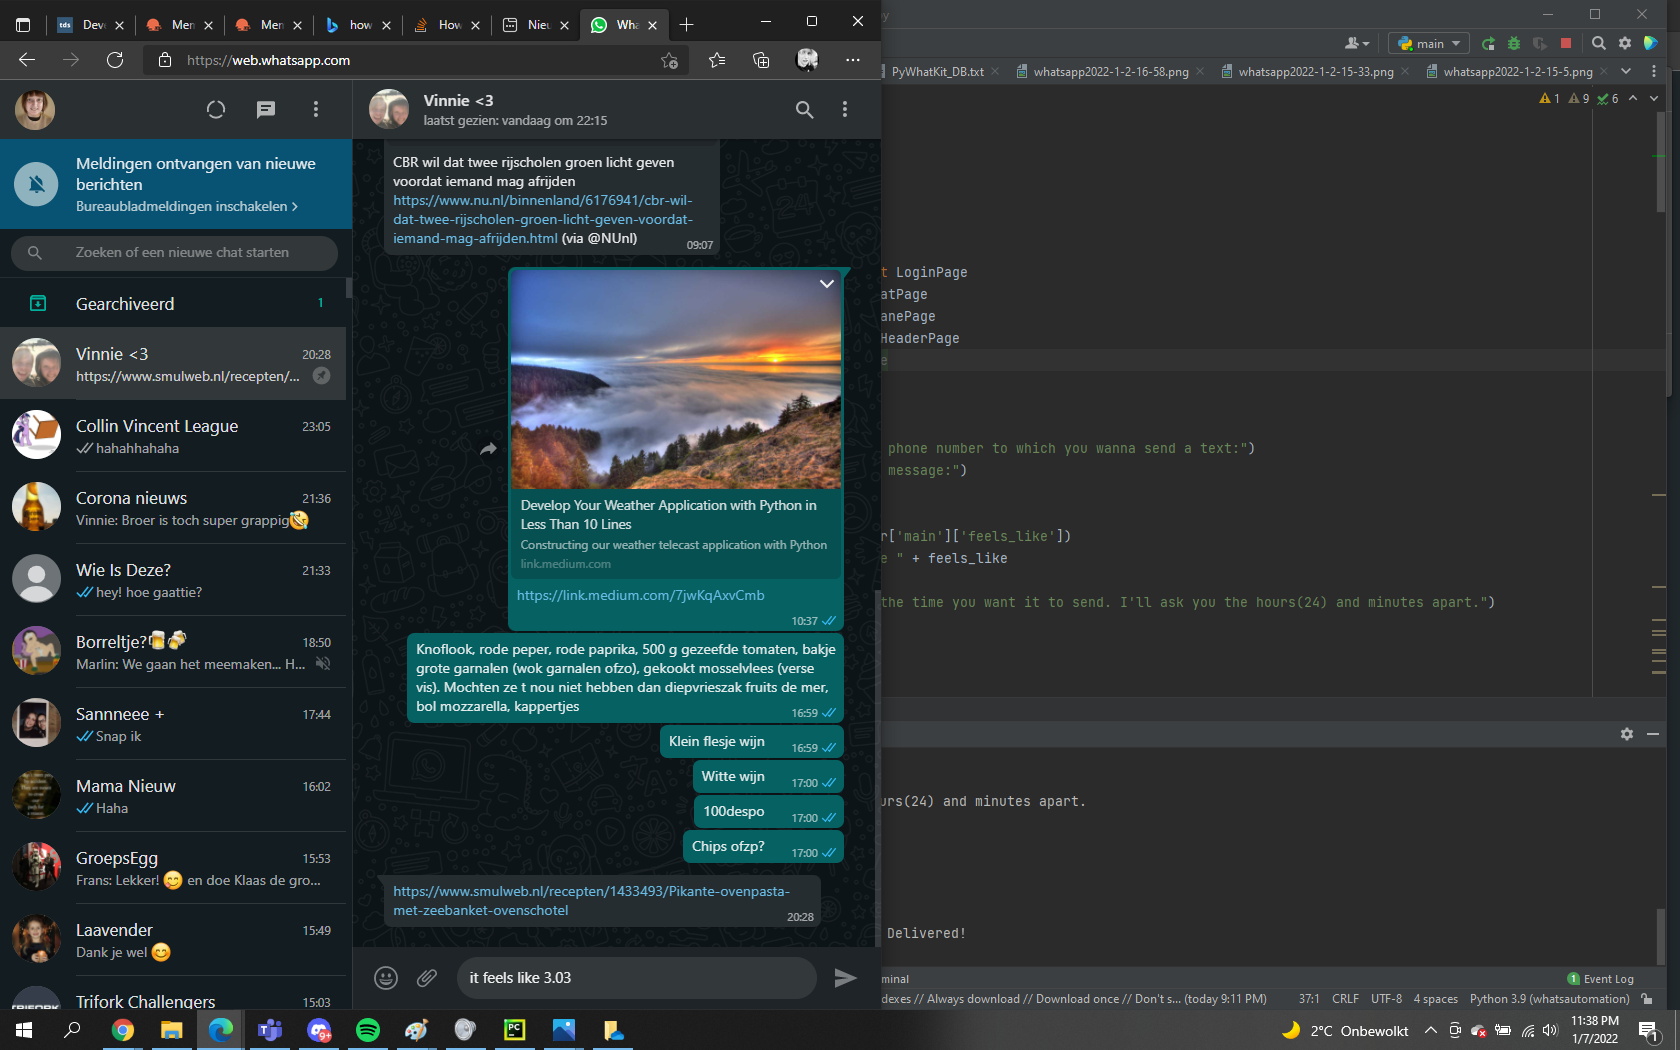 Deve
Mer
Mer
how
How
Nieu
Wha
https://web.whatsapp.com
Vinnie <3
laatst gezien: vandaag om 22:15
Meldingen ontvangen van nieuwe
berichten
Bureaubladmeldingen inschakelen >
Zoeken of een nieuwe chat starten
Gearchiveerd
1
Vinnie <3
20:28
https://www.smulweb.nl/recepten/...
Collin Vincent League
23:05
hahahhahaha
Corona nieuws
21:36
Vinnie: Broer is toch super grappig🤣
Wie Is Deze?
21:33
hey! hoe gaattie?
Borreltje?🍺🍻
18:50
Marlin: We gaan het meemaken... H...
Sannneee +
17:44
Snap ik
Mama Nieuw
16:02
Haha
GroepsEgg
15:53
Frans: Lekker! 😋 en doe Klaas de gro...
Laavender
15:49
Dank je wel 😊
Trifork Challengers
15:03
CBR wil dat twee rijscholen groen licht geven
voordat iemand mag afrijden
https://www.nu.nl/binnenland/6176941/cbr-wil-
dat-twee-rijscholen-groen-licht-geven-voordat-
iemand-mag-afrijden.html (via @NUnl)
09:07
Develop Your Weather Application with Python in
Less Than 10 Lines
Constructing our weather telecast application with Python
link.medium.com
https://link.medium.com/7jwKqAxvCmb
10:37
Knoflook, rode peper, rode paprika, 500 g gezeefde tomaten, bakje
grote garnalen (wok garnalen ofzo), gekookt mosselvlees (verse
vis). Mochten ze t nou niet hebben dan diepvrieszak fruits de mer,
bol mozzarella, kappertjes
16:59
Klein flesje wijn
16:59
Witte wijn
17:00
100despo
17:00
Chips ofzp?
17:00
https://www.smulweb.nl/recepten/1433493/Pikante-ovenpasta-
met-zeebanket-ovenschotel
20:28
it feels like 3.03
main
PyWhatKit_DB.txt
whatsapp2022-1-2-16-58.png
whatsapp2022-1-2-15-33.png
whatsapp2022-1-2-15-5.png
1 9 6
t LoginPage
atPage
anePage
HeaderPage
e
phone number to which you wanna send a text:")
message:")
r['main']['feels_like'])
e " + feels_like
the time you want it to send. I'll ask you the hours(24) and minutes apart.")
urs(24) and minutes apart.
Delivered!
minal
1 Event Log
dexes // Always download // Download once // Don't s... (today 9:11 PM)
37:1 CRLF UTF-8 4 spaces Python 3.9 (whatsautomation)
9+
PC
2°C Onbewolkt
11:38 PM
1/7/2022
1